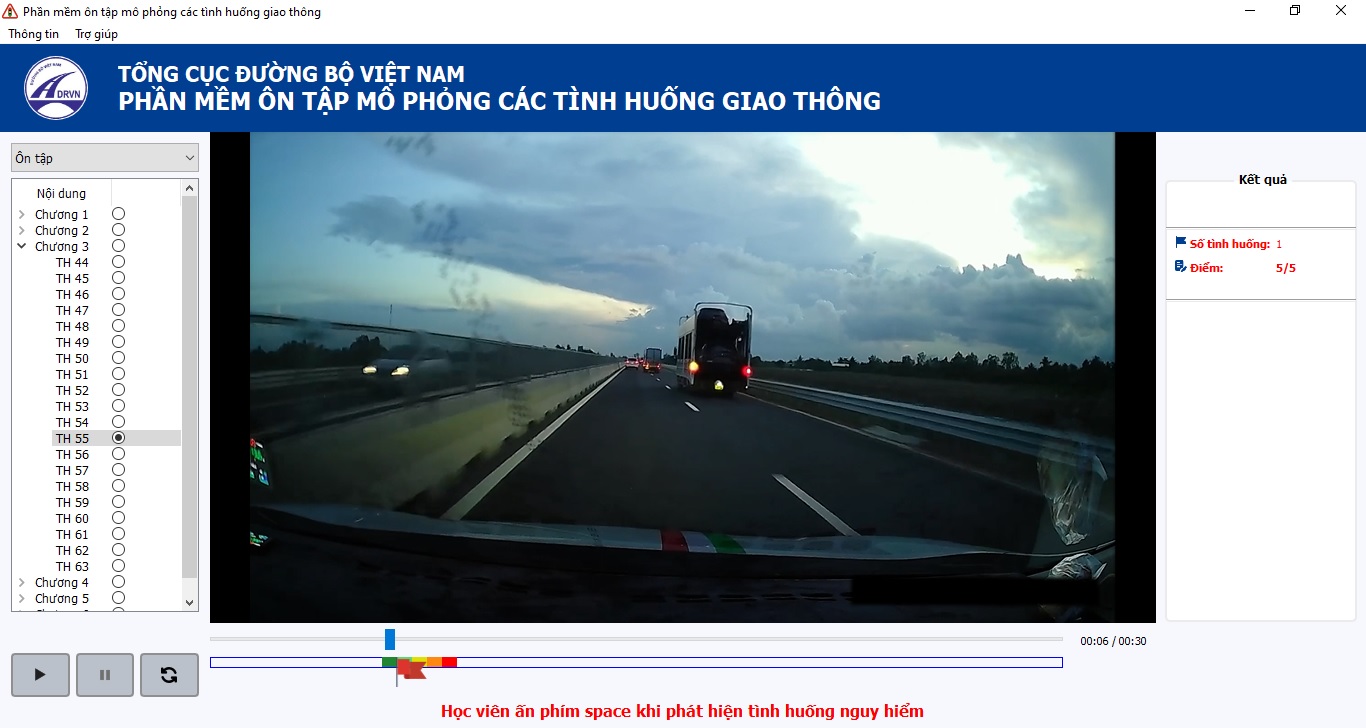 Phần mềm ôn tập mô phỏng các tình huống giao thông
Thông tin Trợ giúp
ĐƯỜNG BỘ VIỆT NAM
DRVN
TỔNG CỤC ĐƯỜNG BỘ VIỆT NAM
PHẦN MỀM ÔN TẬP MÔ PHỎNG CÁC TÌNH HUỐNG GIAO THÔNG
Ôn tập
Nội dung
Chương 1
Chương 2
Chương 3
TH 44
TH 45
TH 46
TH 47
TH 48
TH 49
TH 50
TH 51
TH 52
TH 53
TH 54
TH 55
TH 56
TH 57
TH 58
TH 59
TH 60
TH 61
TH 62
TH 63
Chương 4
Chương 5
Kết quả
Số tình huống: 1
Điểm: 5/5
00:06 / 00:30
Học viên ấn phím space khi phát hiện tình huống nguy hiểm